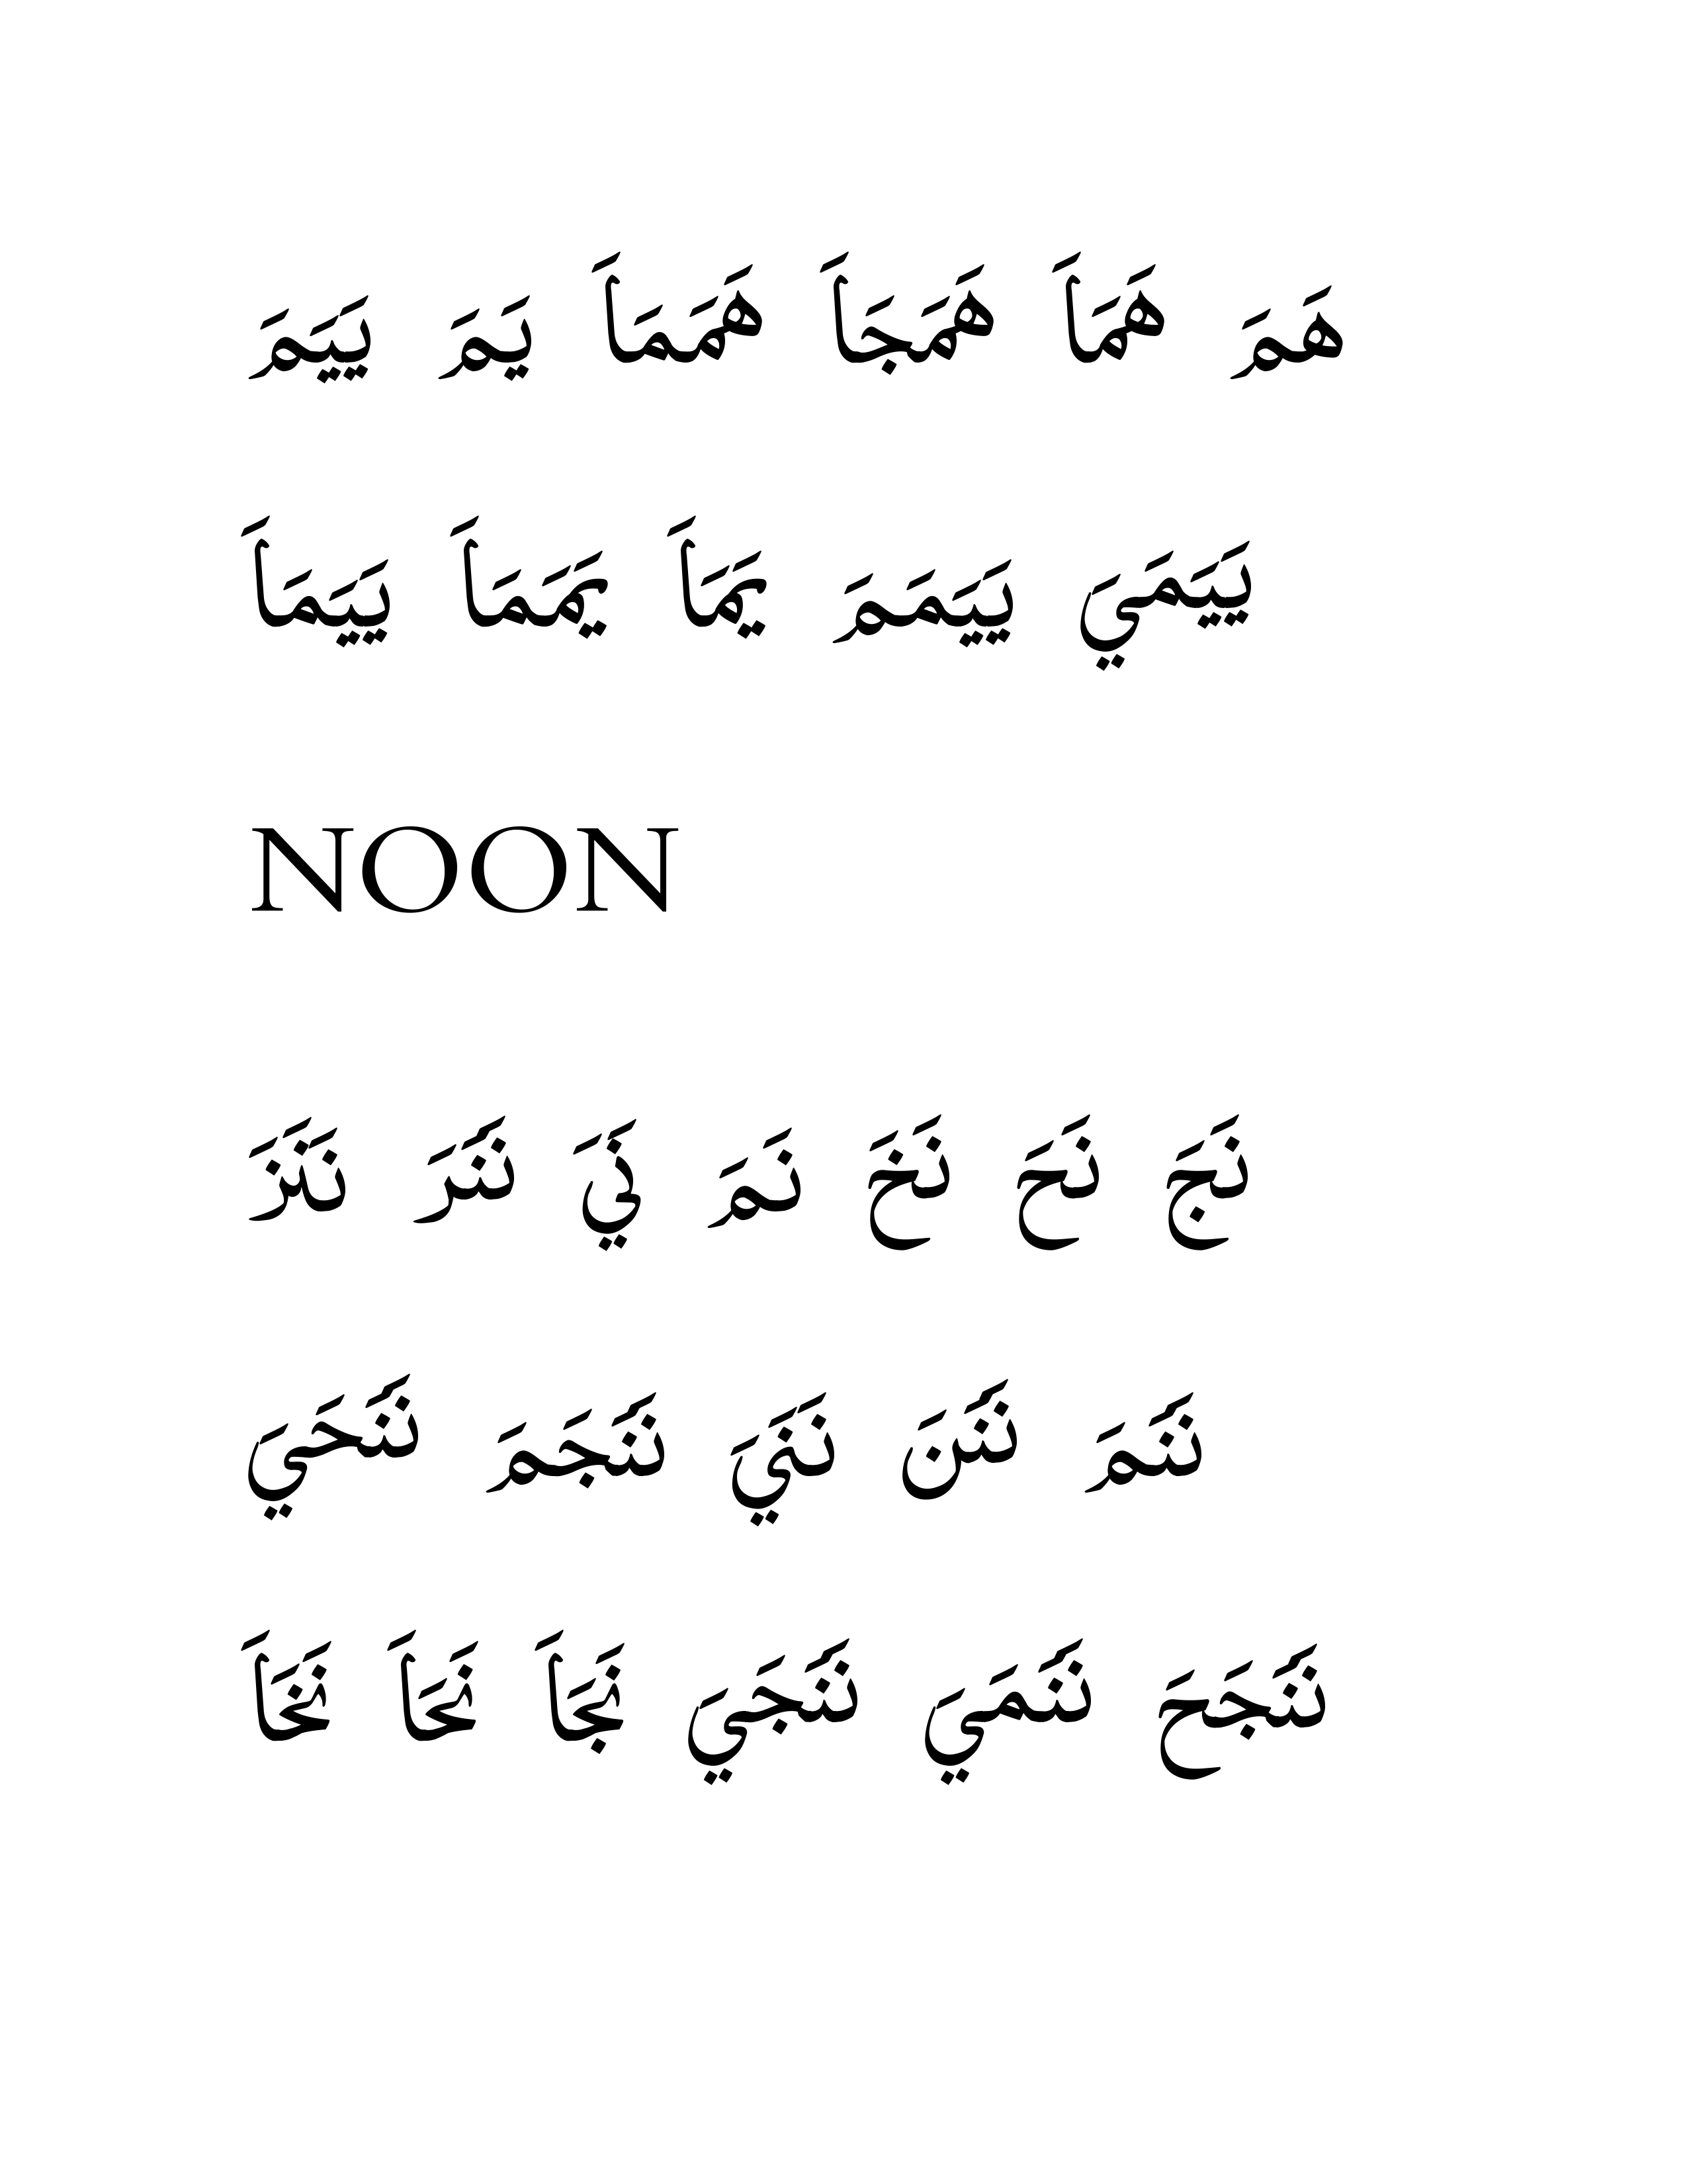 هَمَ هَمَاَ هَمَجَاَ هَمَمَاَ يَمَ يَيَمَ
يَيَمَيَ يَيَمَمَ يَمَاَ يَمَمَاَ يَيَمَاَ
NOON
نَجَ نَحَ نَخَ نَمَ نَيَ نَنَرَ نَنَزَ
نَنَمَ نَنَنَ نَمَيَ نَنَجَمَ نَنَحَيَ
نَنَجَحَ نَنَمَيَ نَنَجَيَ نَجَاَ نَحَاَ نَخَاَ